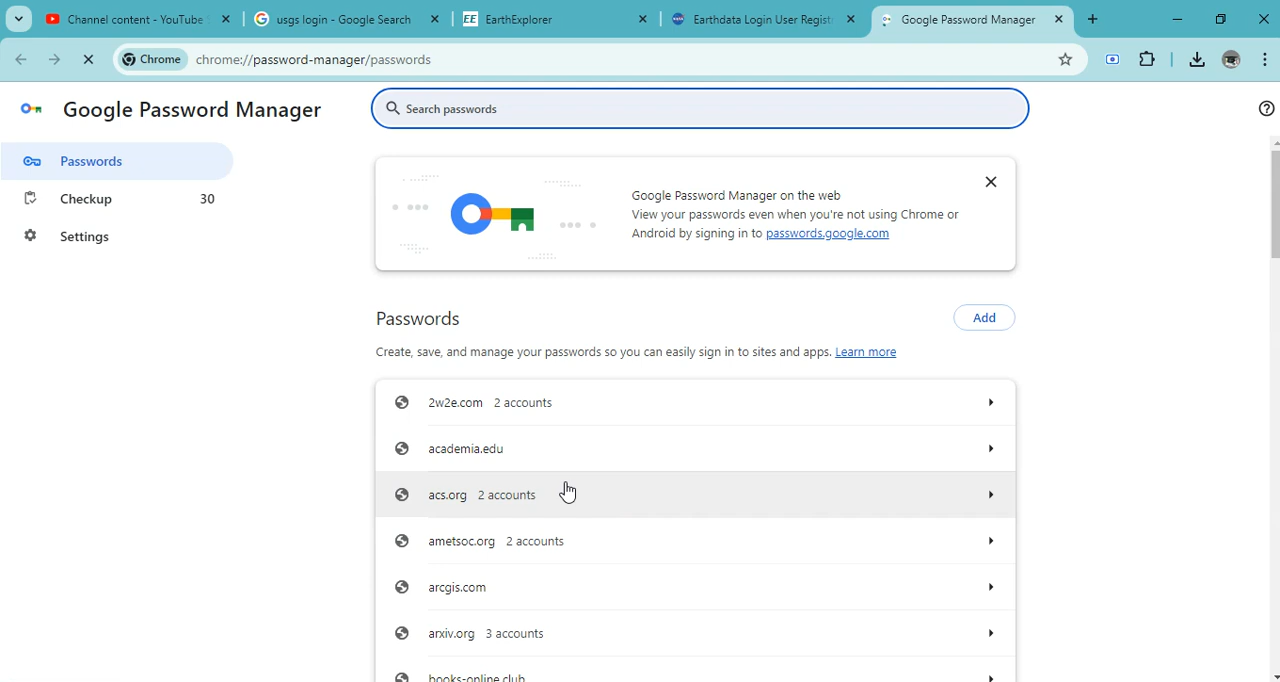 Channel content - YouTube
usgs login - Google Search
EarthExplorer
Earthdata Login User Regist
Google Password Manager
Chrome
chrome://password-manager/passwords
Google Password Manager
Search passwords
Passwords
Checkup 30
Settings
Google Password Manager on the web
View your passwords even when you're not using Chrome or
Android by signing in to passwords.google.com
Passwords
Add
Create, save, and manage your passwords so you can easily sign in to sites and apps. Learn more
2w2e.com 2 accounts
academia.edu
acs.org 2 accounts
ametsoc.org 2 accounts
arcgis.com
arxiv.org 3 accounts
books-online.club